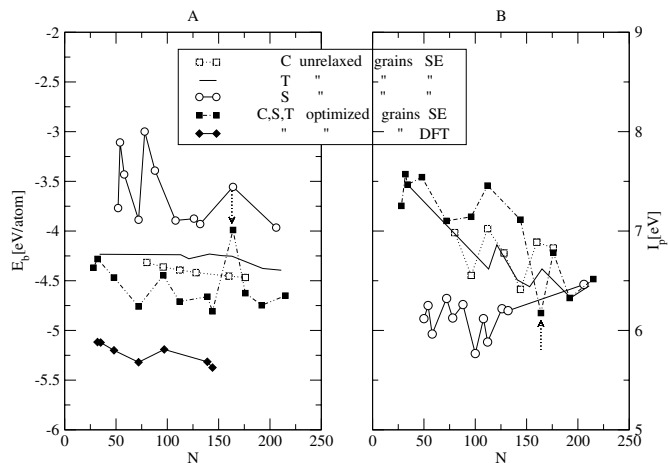 A B
-2 9
C unrelaxed grains SE
-2.5 T " " "
S " "
-3 C,S,T optimized grains SE 8
" " " DFT
-3.5
E_b[eV/atom] -4 7 I_p[eV]
-4.5
-5 6
-5.5
-6 5
0 50 100 150 200 250 0 50 100 150 200 250
N N